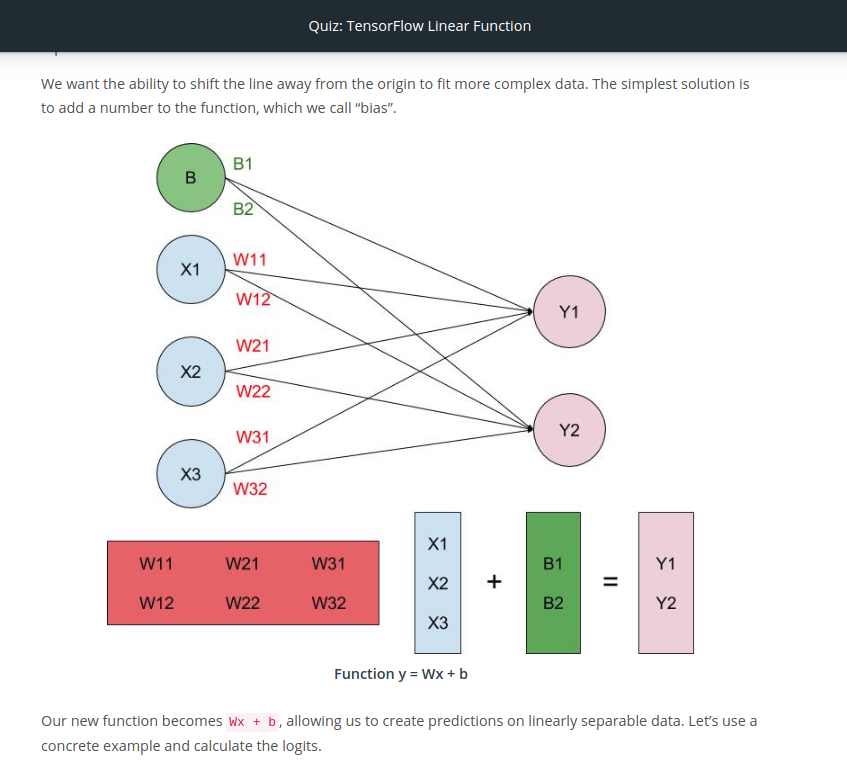 Quiz: TensorFlow Linear Function
We want the ability to shift the line away from the origin to fit more complex data. The simplest solution is
to add a number to the function, which we call “bias”.
B
B1
B2
X1
W11
W12
Y1
X2
W21
W22
Y2
X3
W31
W32
W11 W21 W31
W12 W22 W32
X1
X2
X3
+
B1
B2
=
Y1
Y2
Function y = Wx + b
Our new function becomes Wx + b, allowing us to create predictions on linearly separable data. Let’s use a
concrete example and calculate the logits.